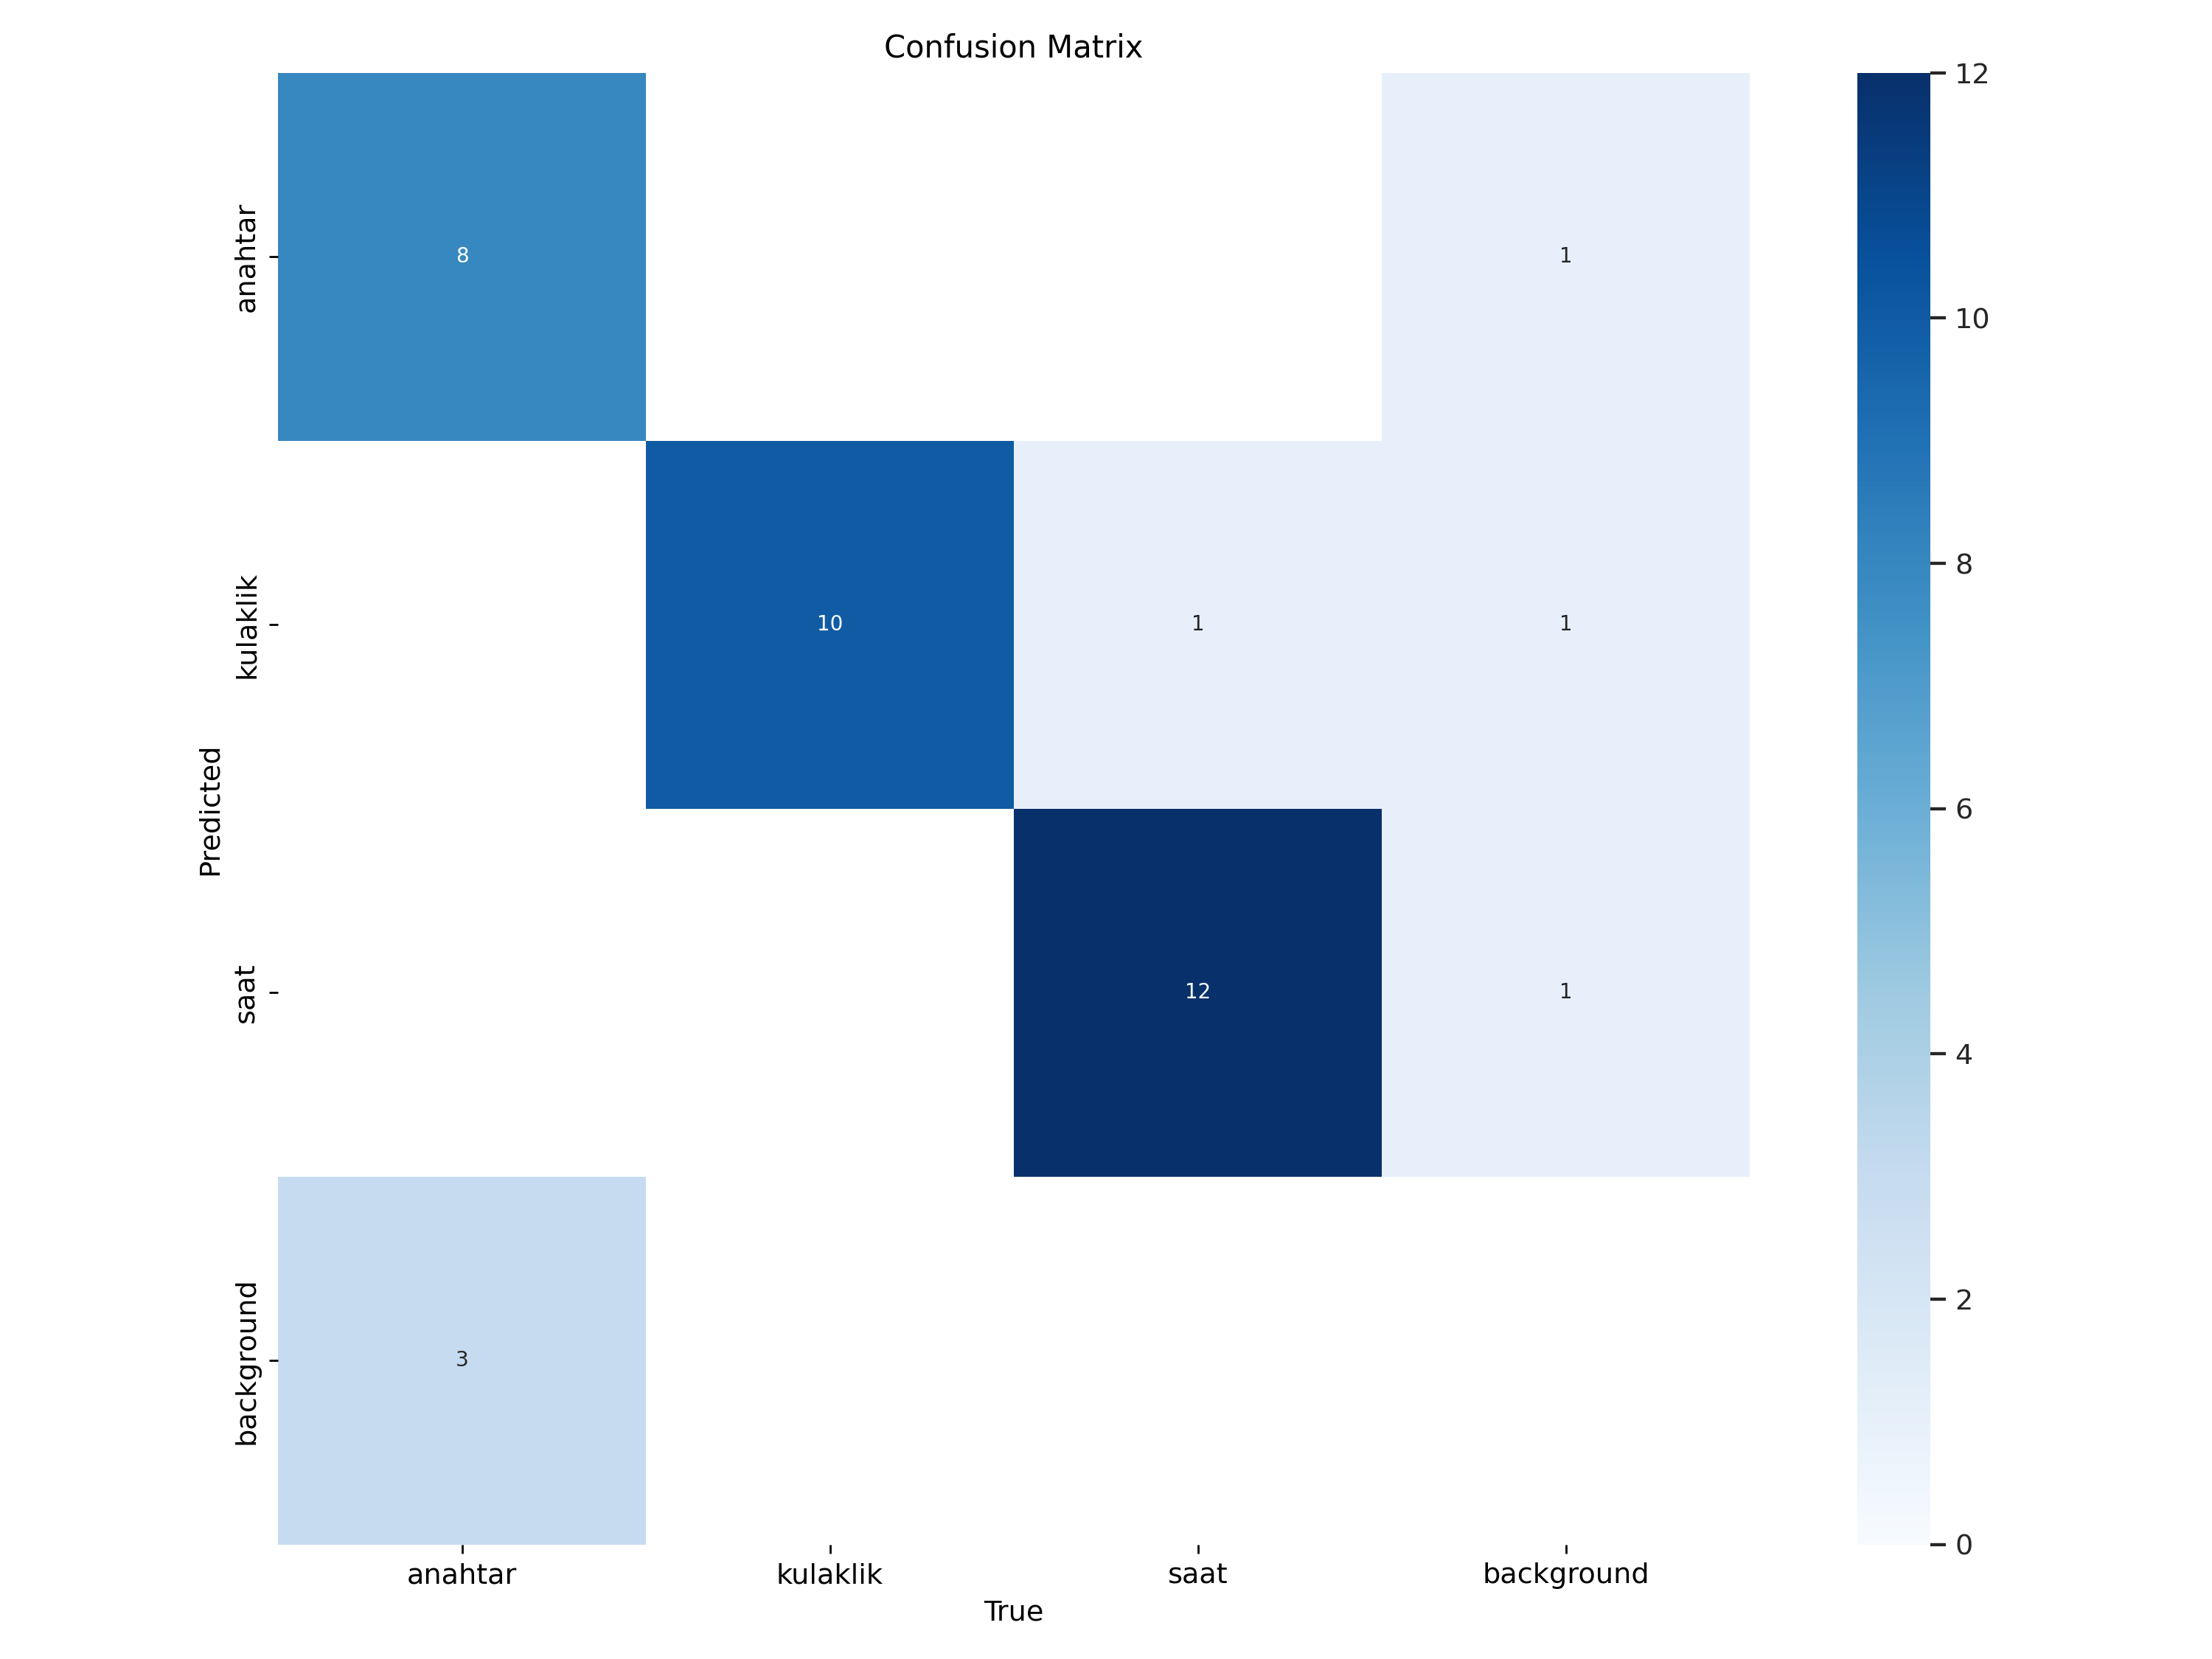 Confusion Matrix
anahtar
8
1
kulaklik
10
1
1
Predicted
saat
12
1
background
3
anahtar
kulaklik
saat
background
True
12
10
8
6
4
2
0